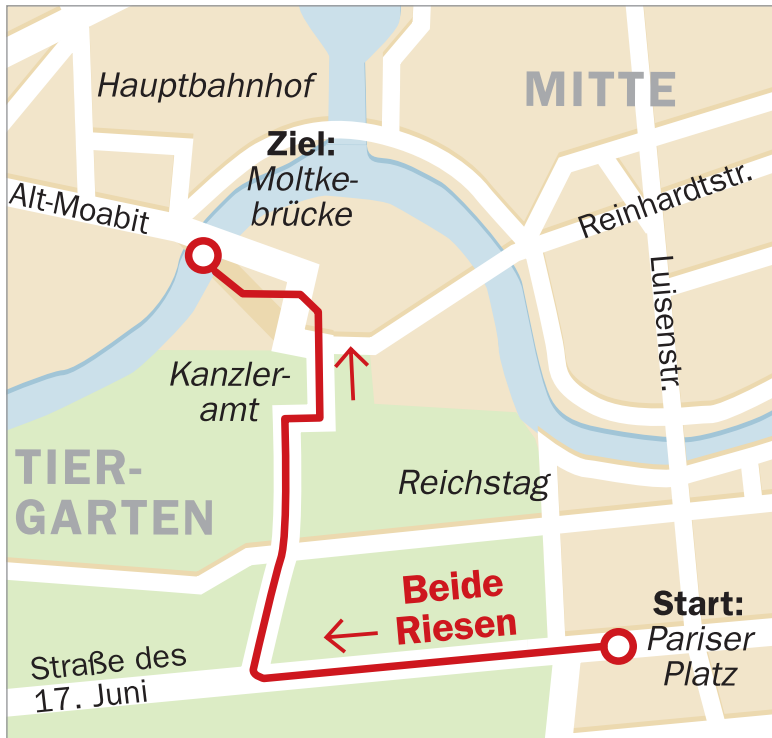 Hauptbahnhof
MITTE
Ziel:
Moltke-
brücke
Alt-Moabit
Reinhardtstr.
Luisenstr.
Kanzler-
amt
TIER-
GARTEN
Reichstag
Beide
Riesen
Start:
Pariser
Platz
Straße des
17. Juni